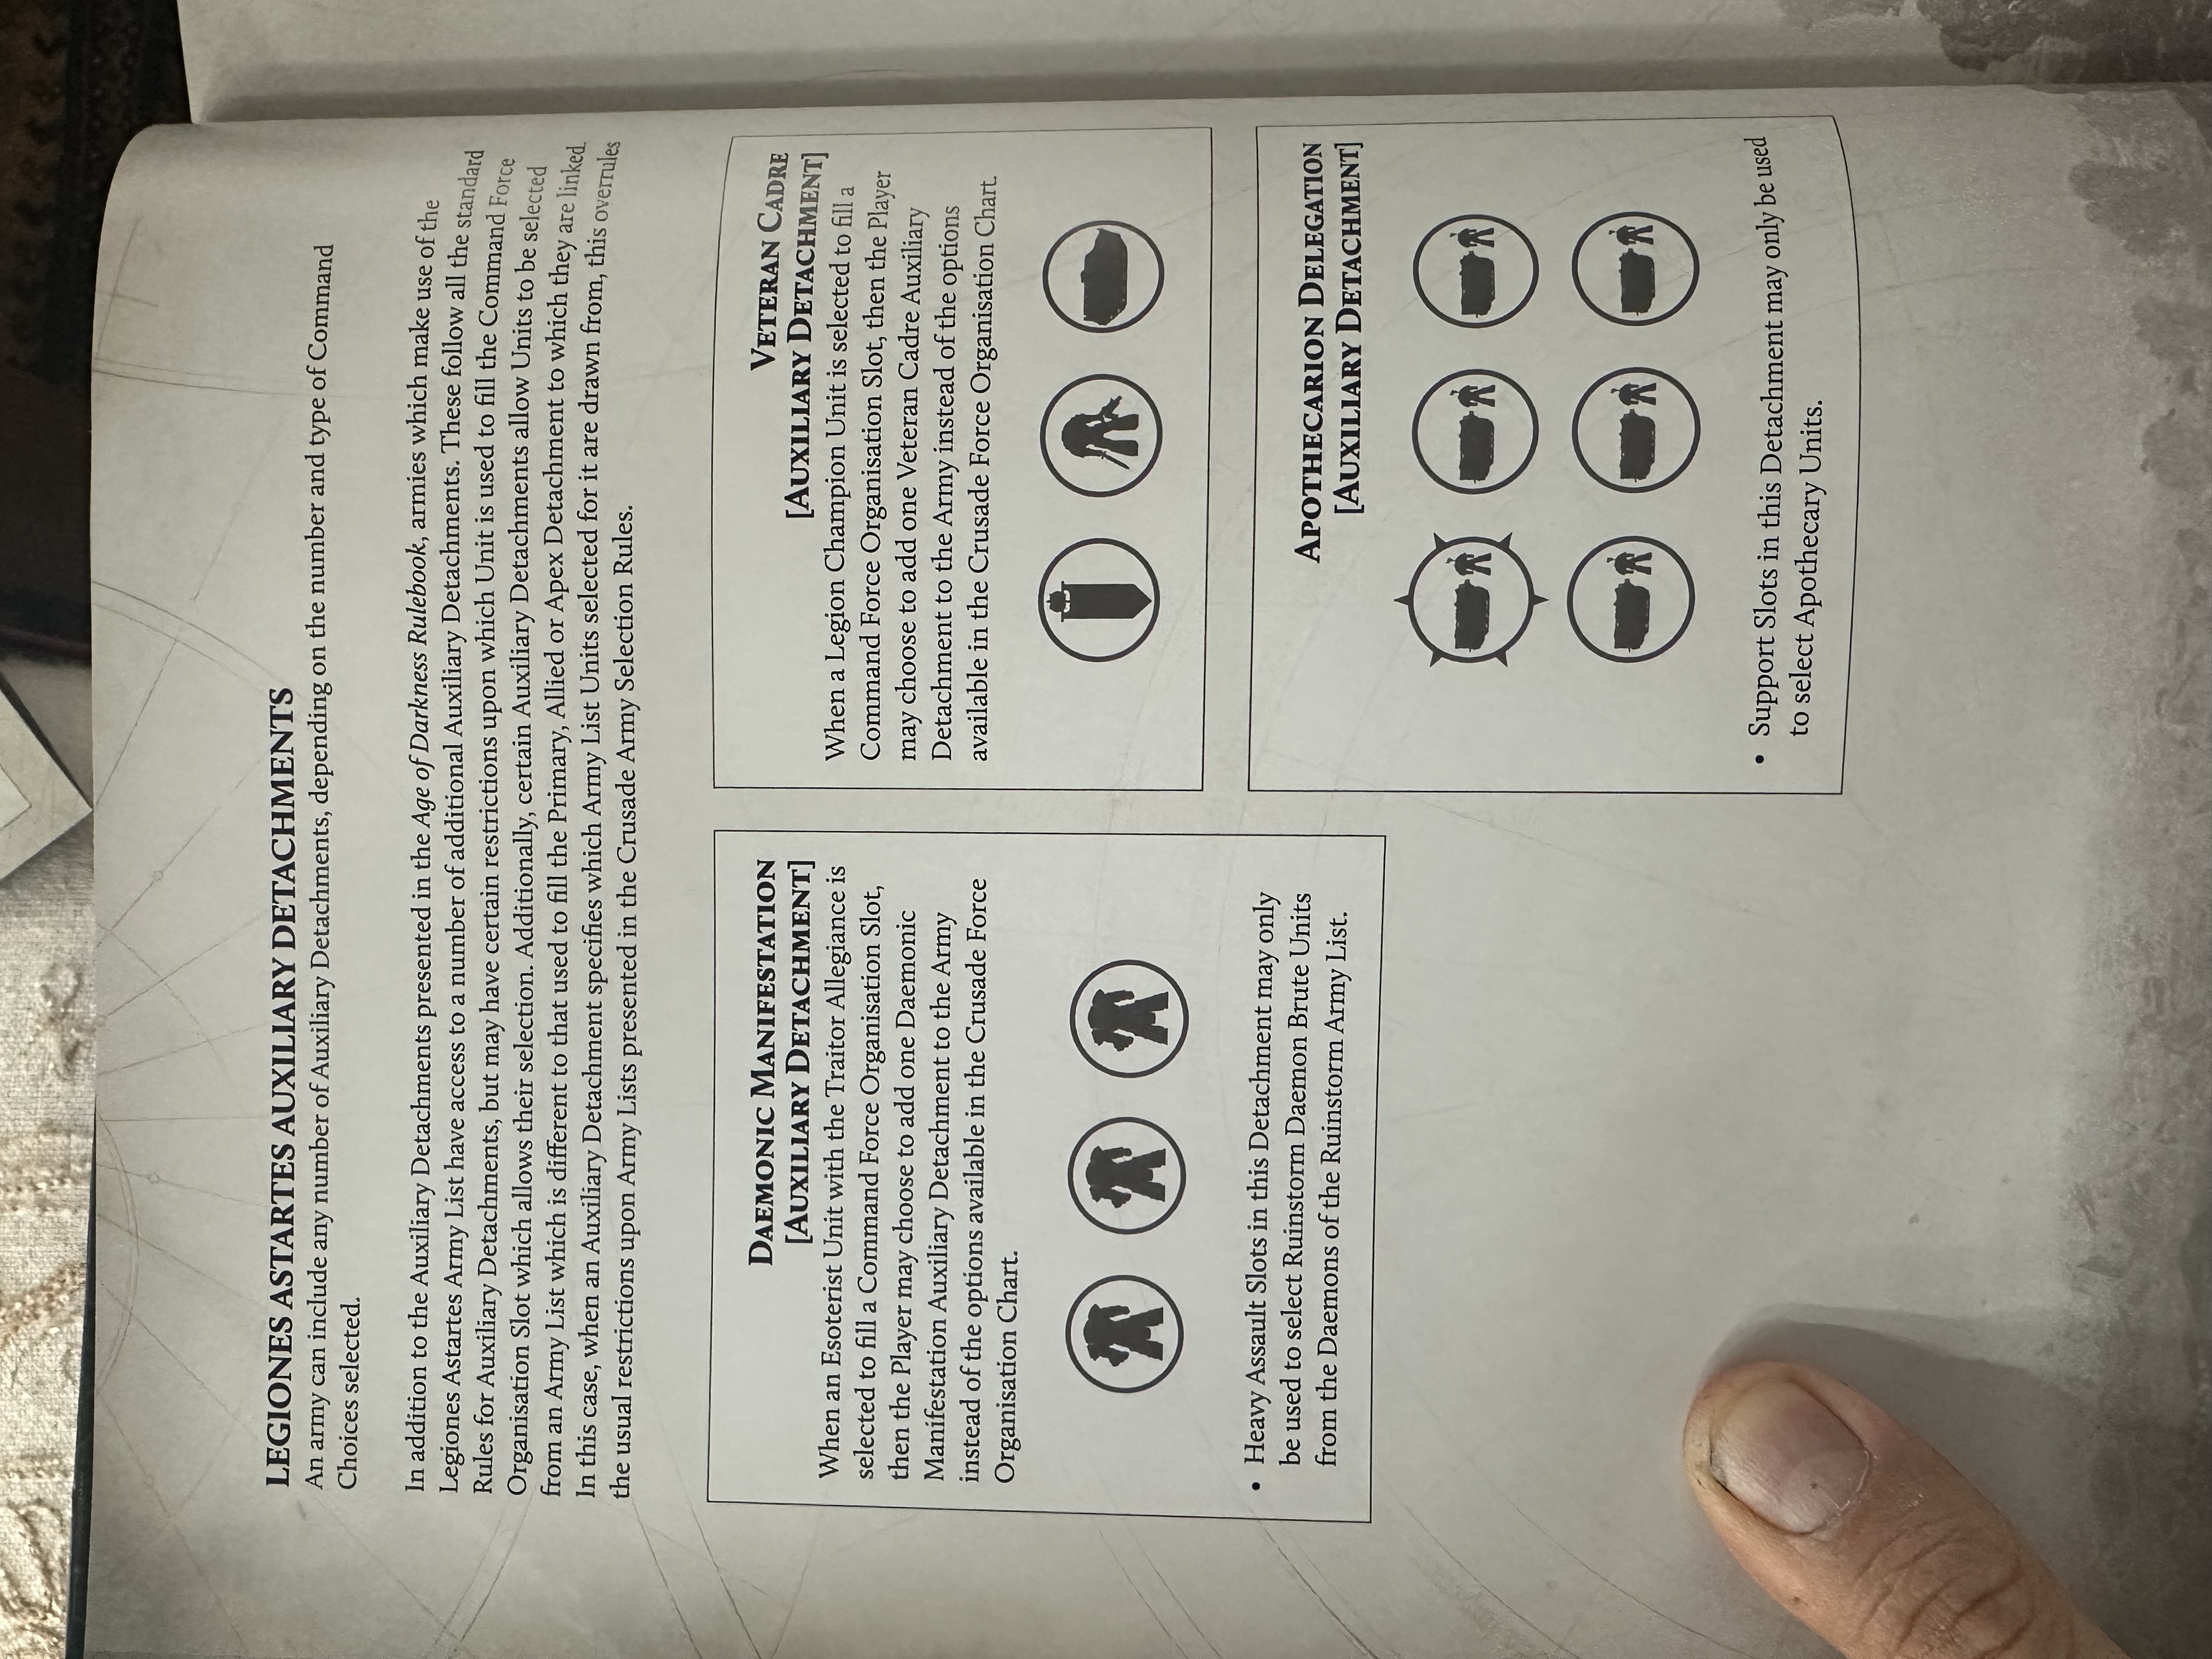 LEGIONES ASTARTES AUXILIARY DETACHMENTS
An army can include any number of Auxiliary Detachments, depending on the number and type of Command
Choices selected.
In addition to the Auxiliary Detachments presented in the Age of Darkness Rulebook, armies which make use of the
Legiones Astartes Army List have access to a number of additional Auxiliary Detachments. These follow all the standard
Rules for Auxiliary Detachments, but may have certain restrictions upon which Unit is used to fill the Command Force
Organisation Slot which allows their selection. Additionally, certain Auxiliary Detachments allow Units to be selected
from an Army List which is different to that used to fill the Primary, Allied or Apex Detachment to which they are linked.
In this case, when an Auxiliary Detachment specifies which Army List Units selected for it are drawn from, this overrules
the usual restrictions upon Army Lists presented in the Crusade Army Selection Rules.
DAEMONIC MANIFESTATION
[AUXILIARY DETACHMENT]
When an Esoterist Unit with the Traitor Allegiance is
selected to fill a Command Force Organisation Slot,
then the Player may choose to add one Daemonic
Manifestation Auxiliary Detachment to the Army
instead of the options available in the Crusade Force
Organisation Chart.
• Heavy Assault Slots in this Detachment may only
be used to select Ruinstorm Daemon Brute Units
from the Daemons of the Ruinstorm Army List.
VETERAN CADRE
[AUXILIARY DETACHMENT]
When a Legion Champion Unit is selected to fill a
Command Force Organisation Slot, then the Player
may choose to add one Veteran Cadre Auxiliary
Detachment to the Army instead of the options
available in the Crusade Force Organisation Chart.
APOTHECARION DELEGATION
[AUXILIARY DETACHMENT]
• Support Slots in this Detachment may only be used
to select Apothecary Units.